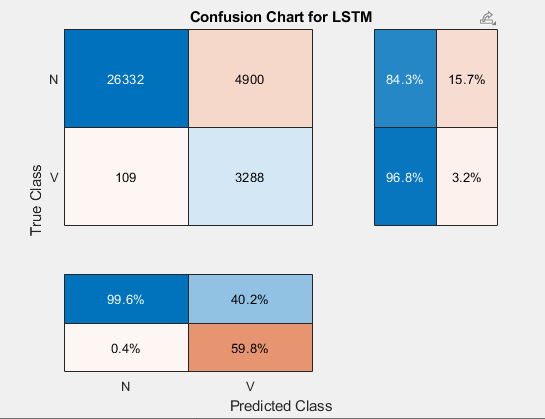 Confusion Chart for LSTM
N 26332 4900 84.3% 15.7%
V 109 3288 96.8% 3.2%
True Class
99.6% 40.2%
0.4% 59.8%
N V
Predicted Class